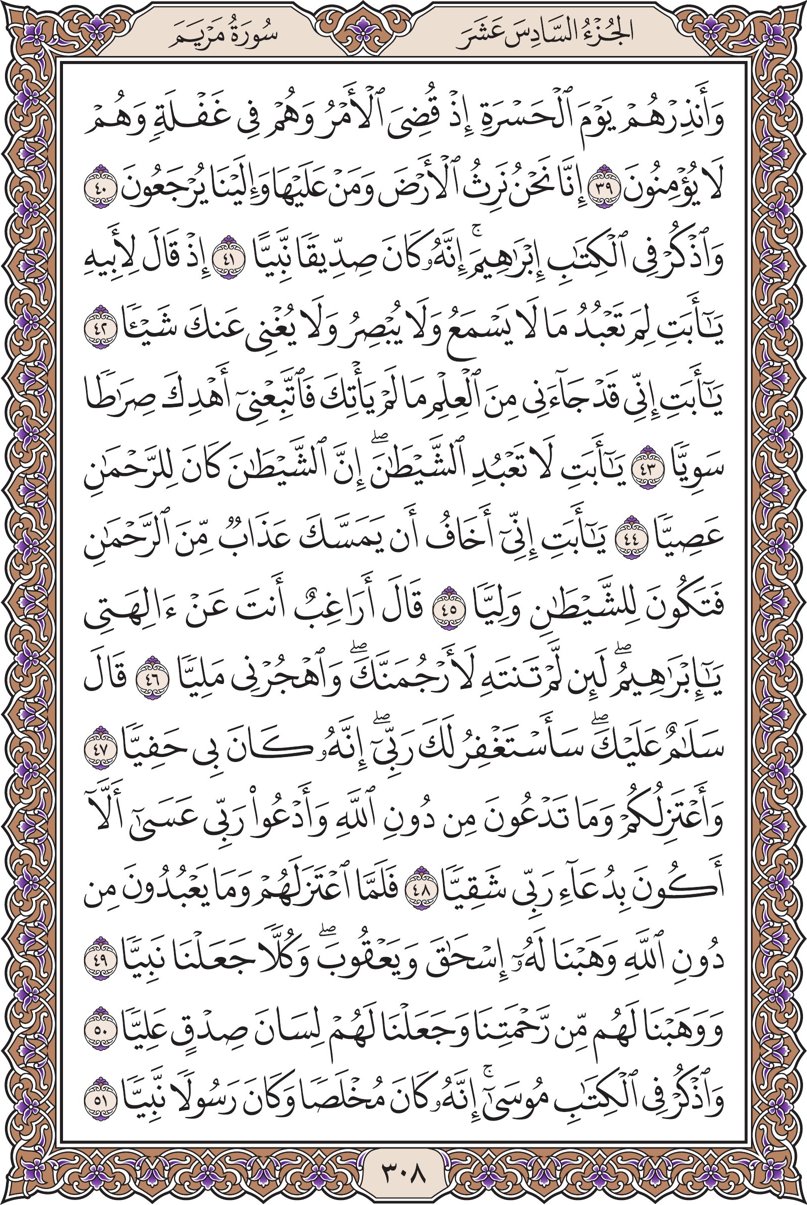 الجُزْءُ السَّادِسَ عَشَرَ
سُورَةُ مَرْيَمَ
وَأَنذِرْهُمْ يَوْمَ ٱلْحَسْرَةِ إِذْ قُضِيَ ٱلْأَمْرُ وَهُمْ فِي غَفْلَةٍ وَهُمْ
لَا يُؤْمِنُونَ ٣٩ إِنَّا نَحْنُ نَرِثُ ٱلْأَرْضَ وَمَنْ عَلَيْهَا وَإِلَيْنَا يُرْجَعُونَ ٤٠
وَٱذْكُرْ فِي ٱلْكِتَٰبِ إِبْرَٰهِيمَۚ إِنَّهُۥ كَانَ صِدِّيقٗا نَّبِيًّا ٤١ إِذْ قَالَ لِأَبِيهِ
يَٰٓأَبَتِ لِمَ تَعْبُدُ مَا لَا يَسْمَعُ وَلَا يُبْصِرُ وَلَا يُغْنِي عَنكَ شَيْـٔٗا ٤٢
يَٰٓأَبَتِ إِنِّي قَدْ جَآءَنِي مِنَ ٱلْعِلْمِ مَا لَمْ يَأْتِكَ فَٱتَّبِعْنِيٓ أَهْدِكَ صِرَٰطٗا
سَوِيّٗا ٤٣ يَٰٓأَبَتِ لَا تَعْبُدِ ٱلشَّيْطَٰنَۖ إِنَّ ٱلشَّيْطَٰنَ كَانَ لِلرَّحْمَٰنِ
عَصِيّٗا ٤٤ يَٰٓأَبَتِ إِنِّيٓ أَخَافُ أَن يَمَسَّكَ عَذَابٌ مِّنَ ٱلرَّحْمَٰنِ
فَتَكُونَ لِلشَّيْطَٰنِ وَلِيّٗا ٤٥ قَالَ أَرَاغِبٌ أَنتَ عَنْ ءَالِهَتِي
يَٰٓإِبْرَٰهِيمُۖ لَئِن لَّمْ تَنتَهِ لَأَرْجُمَنَّكَۖ وَٱهْجُرْنِي مَلِيّٗا ٤٦ قَالَ
سَلَٰمٌ عَلَيْكَۖ سَأَسْتَغْفِرُ لَكَ رَبِّيٓۖ إِنَّهُۥ كَانَ بِي حَفِيّٗا ٤٧
وَأَعْتَزِلُكُمْ وَمَا تَدْعُونَ مِن دُونِ ٱللَّهِ وَأَدْعُوا۟ رَبِّي عَسَىٰٓ أَلَّآ
أَكُونَ بِدُعَآءِ رَبِّي شَقِيّٗا ٤٨ فَلَمَّا ٱعْتَزَلَهُمْ وَمَا يَعْبُدُونَ مِن
دُونِ ٱللَّهِ وَهَبْنَا لَهُۥٓ إِسْحَٰقَ وَيَعْقُوبَۖ وَكُلّٗا جَعَلْنَا نَبِيّٗا ٤٩
وَوَهَبْنَا لَهُم مِّن رَّحْمَتِنَا وَجَعَلْنَا لَهُمْ لِسَانَ صِدْقٍ عَلِيّٗا ٥٠
وَٱذْكُرْ فِي ٱلْكِتَٰبِ مُوسَىٰٓۚ إِنَّهُۥ كَانَ مُخْلَصٗا وَكَانَ رَسُولٗا نَّبِيّٗا ٥١
٣٠٨